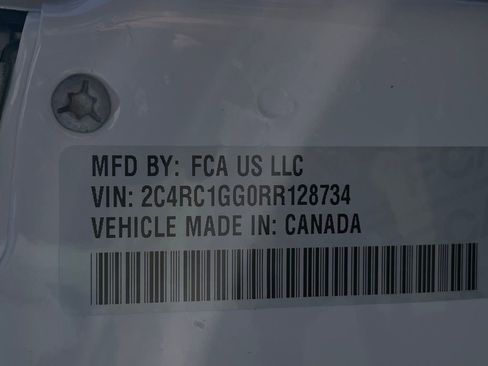 MFD BY: FCA US LLC
VIN: 2C4RC1GG0RR128734
VEHICLE MADE IN: CANADA